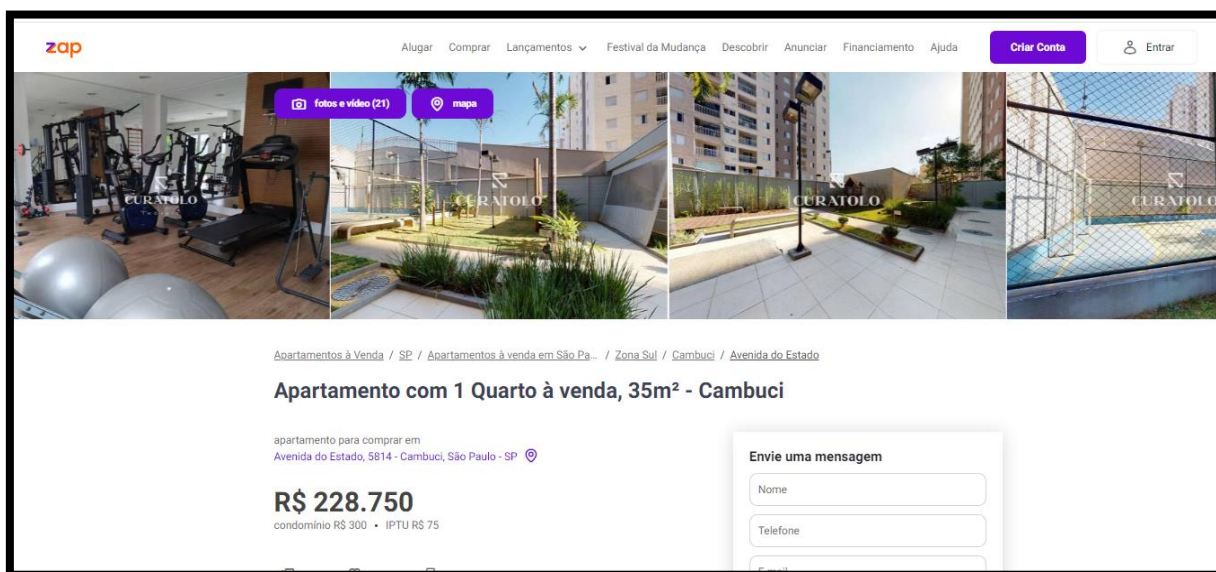 zap
Alugar Comprar Lançamentos Festival da Mudança Descobrir Anunciar Financiamento Ajuda Criar Conta Entrar
fotos e vídeo (21) mapa
CURATOLO
CURATOLO
CURATOLO
CURATOLO
Apartamentos à Venda / SP / Apartamentos à venda em São Pa... / Zona Sul / Cambuci / Avenida do Estado
Apartamento com 1 Quarto à venda, 35m² - Cambuci
apartamento para comprar em
Avenida do Estado, 5814 - Cambuci, São Paulo - SP
R$ 228.750
condomínio R$ 300 • IPTU R$ 75
Envie uma mensagem
Nome
Telefone